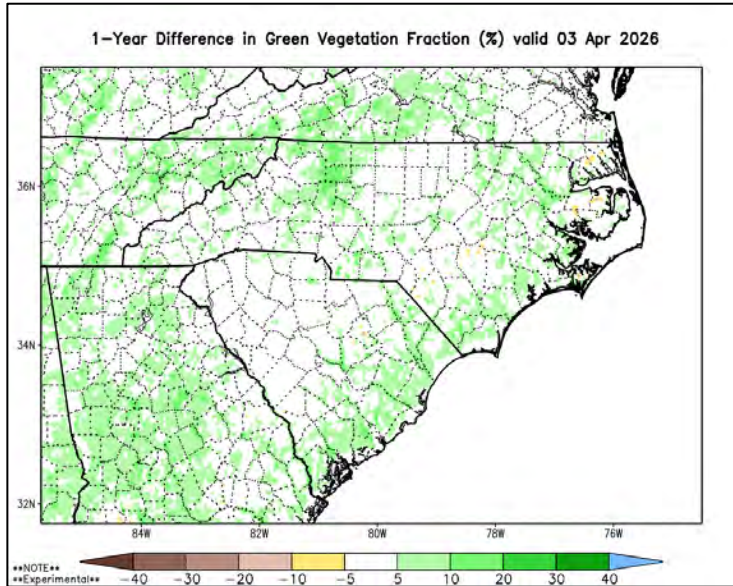 1-Year Difference in Green Vegetation Fraction (%) valid 03 Apr 2026
36N
34N
32N
84W 82W 80W 78W 76W
**NOTE**
**Experimental** -40 -30 -20 -10 -5 5 10 20 30 40